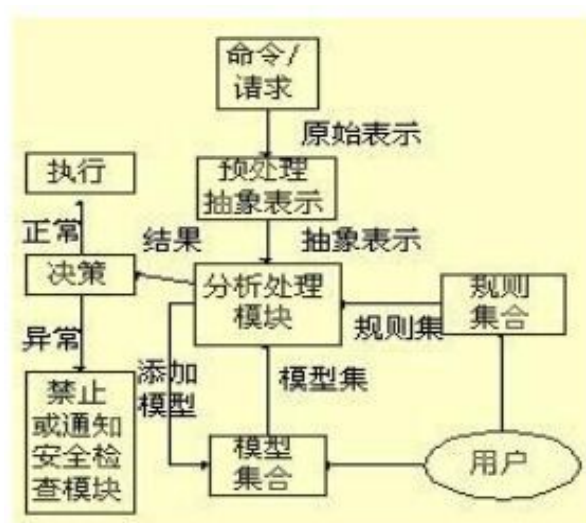 命令/
请求
原始表示
执行
预处理
抽象表示
正常
结果
抽象表示
决策
分析处理
模块
规则
集合
规则集
异常
添加
模型
模型集
禁止
或通知
安全检
查模块
模型
集合
用户